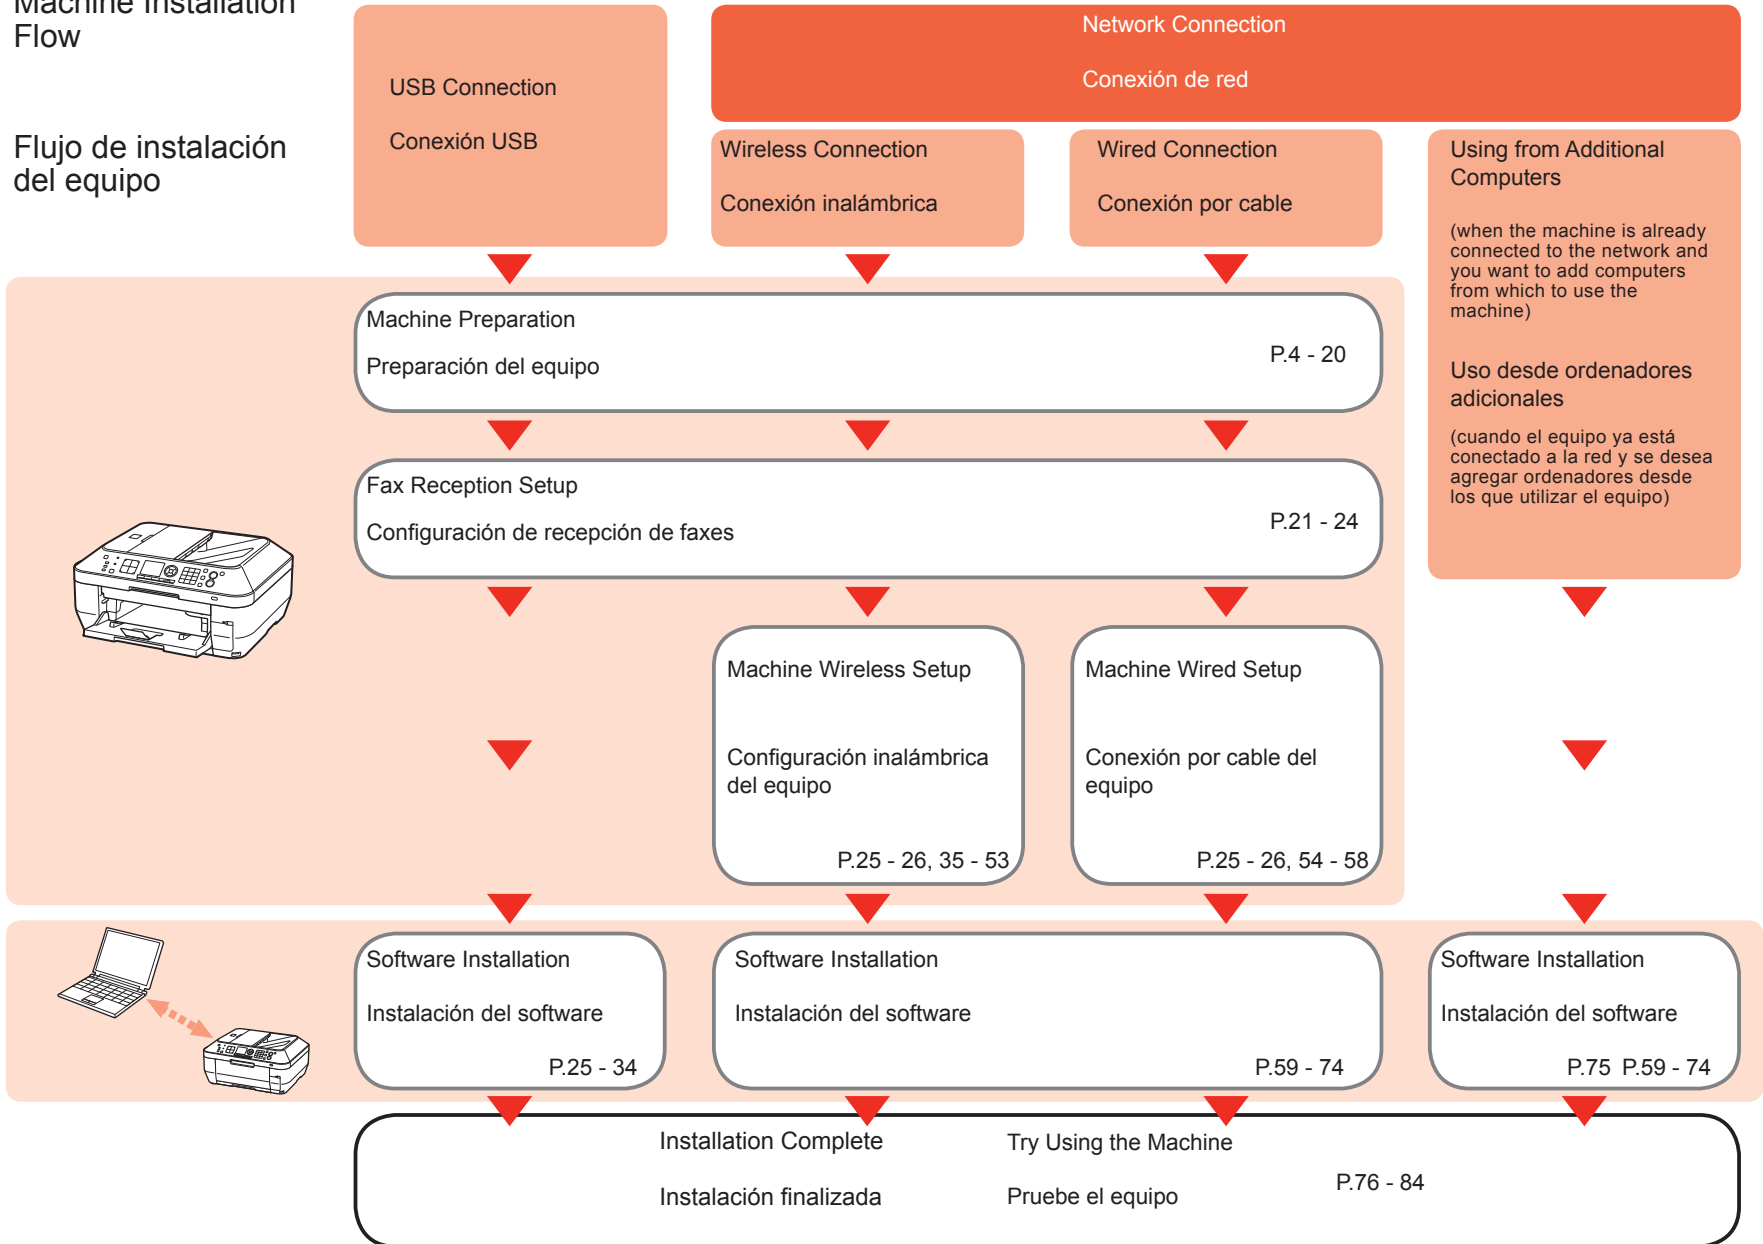 Machine Installation
Flow
Flujo de instalación
del equipo
USB Connection
Conexión USB
Network Connection
Conexión de red
Wireless Connection
Conexión inalámbrica
Wired Connection
Conexión por cable
Using from Additional
Computers
(when the machine is already
connected to the network and
you want to add computers
from which to use the
machine)
Uso desde ordenadores
adicionales
(cuando el equipo ya está
conectado a la red y se desea
agregar ordenadores desde
los que utilizar el equipo)
Machine Preparation
Preparación del equipo
P.4 - 20
Fax Reception Setup
Configuración de recepción de faxes
P.21 - 24
Machine Wireless Setup
Configuración inalámbrica
del equipo
P.25 - 26, 35 - 53
Machine Wired Setup
Conexión por cable del
equipo
P.25 - 26, 54 - 58
Software Installation
Instalación del software
P.25 - 34
Software Installation
Instalación del software
P.59 - 74
Software Installation
Instalación del software
P.75 P.59 - 74
Installation Complete
Instalación finalizada
Try Using the Machine
Pruebe el equipo
P.76 - 84